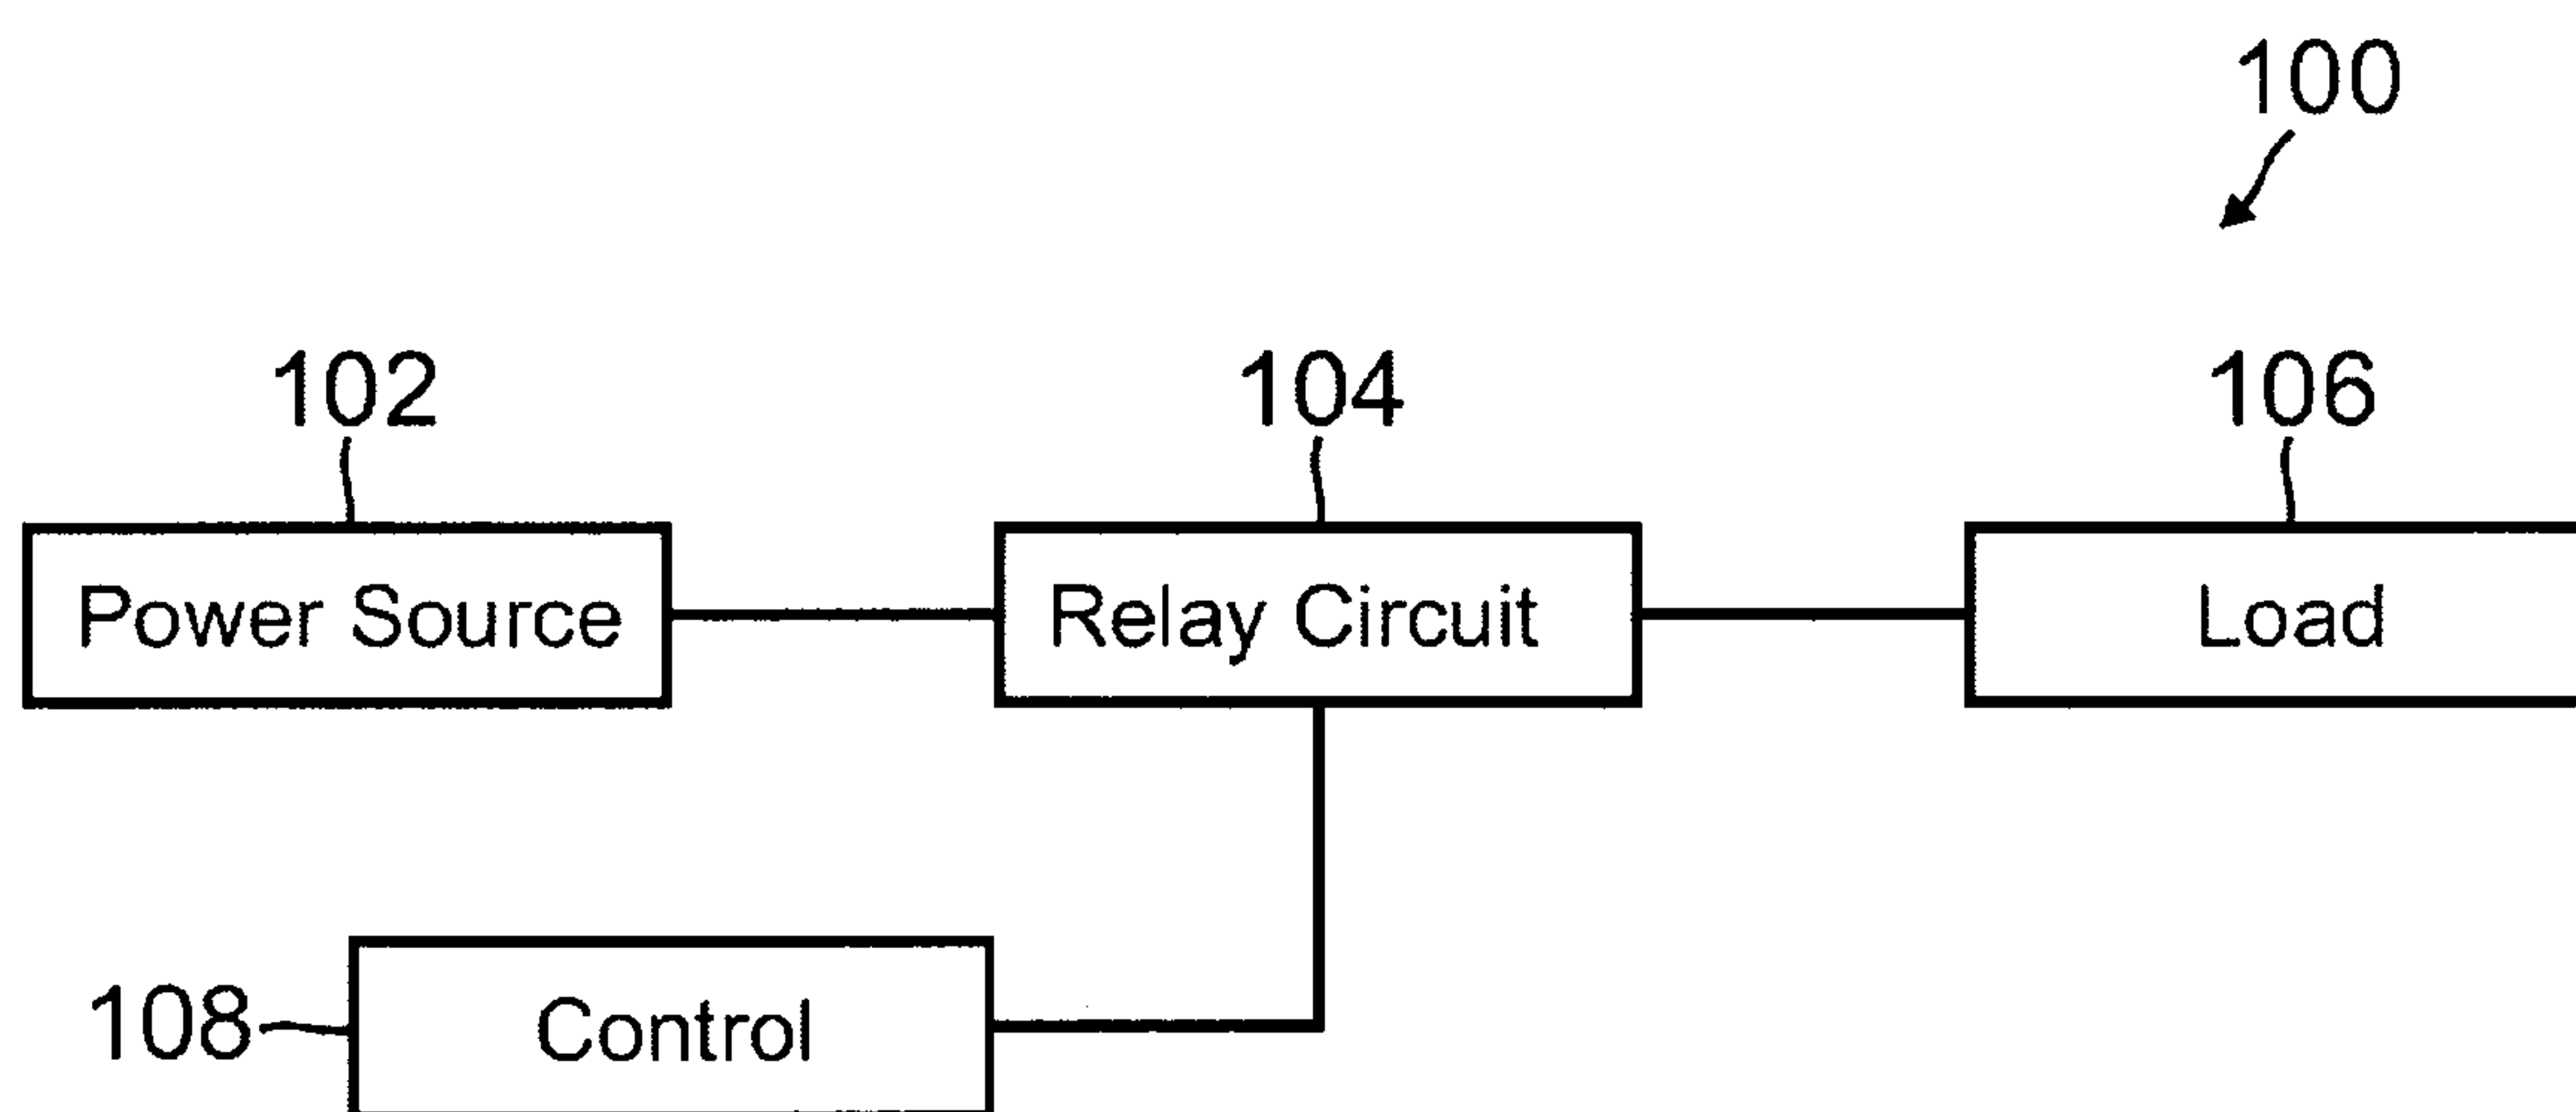 100
102
104
106
Power Source
Relay Circuit
Load
108
Control